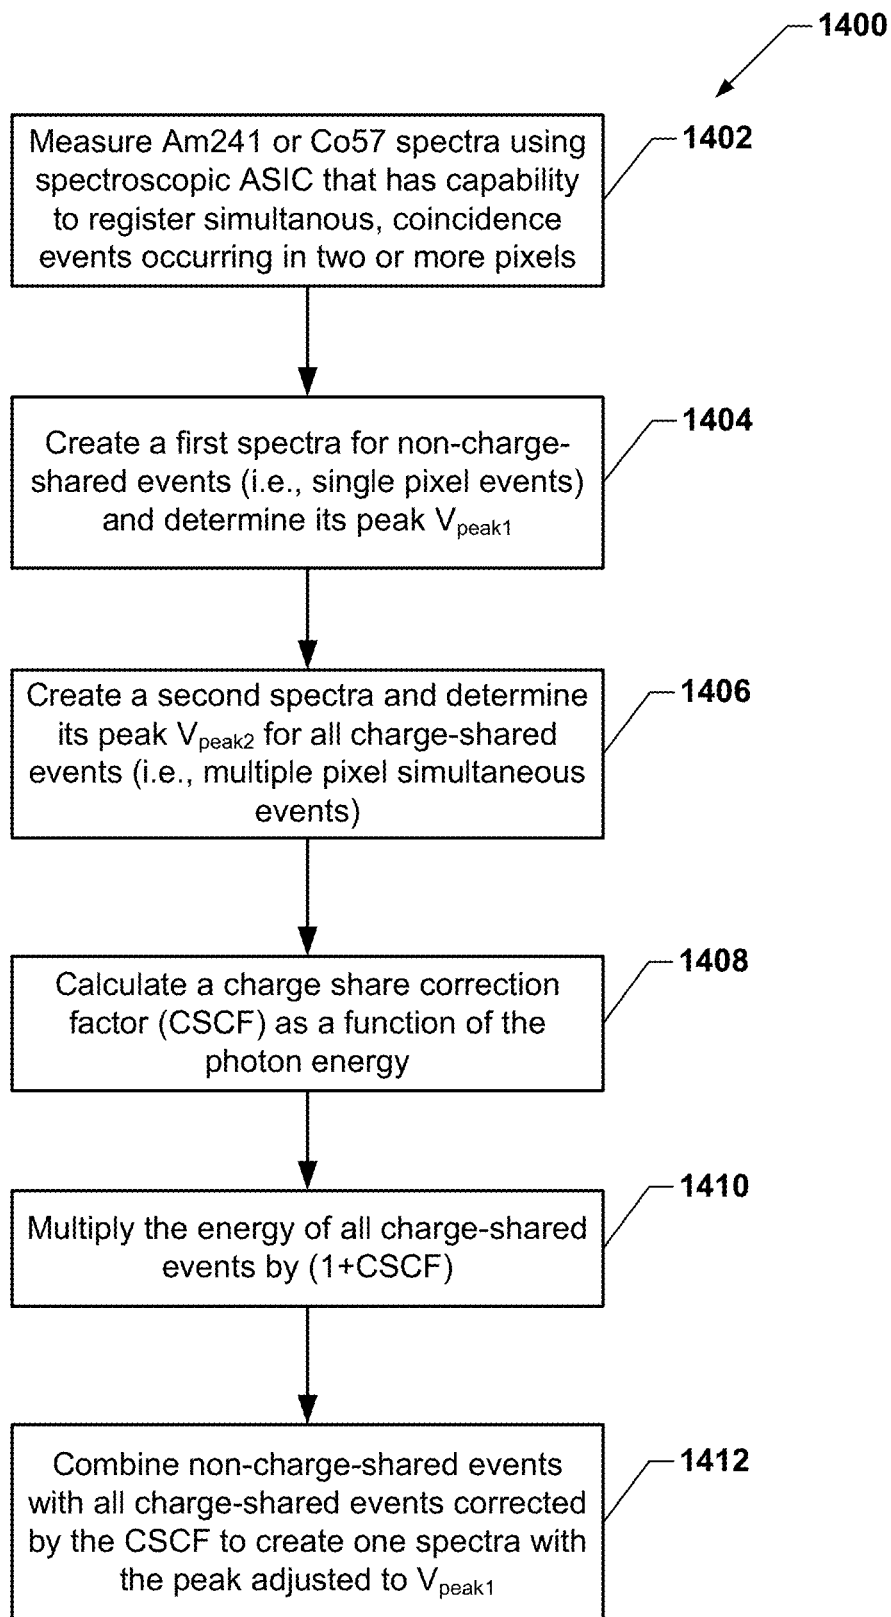 1400
1402
Measure Am241 or Co57 spectra using
spectroscopic ASIC that has capability
to register simultanous, coincidence
events occurring in two or more pixels
1404
Create a first spectra for non-charge-
shared events (i.e., single pixel events)
and determine its peak Vpeak1
1406
Create a second spectra and determine
its peak Vpeak2 for all charge-shared
events (i.e., multiple pixel simultaneous
events)
1408
Calculate a charge share correction
factor (CSCF) as a function of the
photon energy
1410
Multiply the energy of all charge-shared
events by (1+CSCF)
1412
Combine non-charge-shared events
with all charge-shared events corrected
by the CSCF to create one spectra with
the peak adjusted to Vpeak1